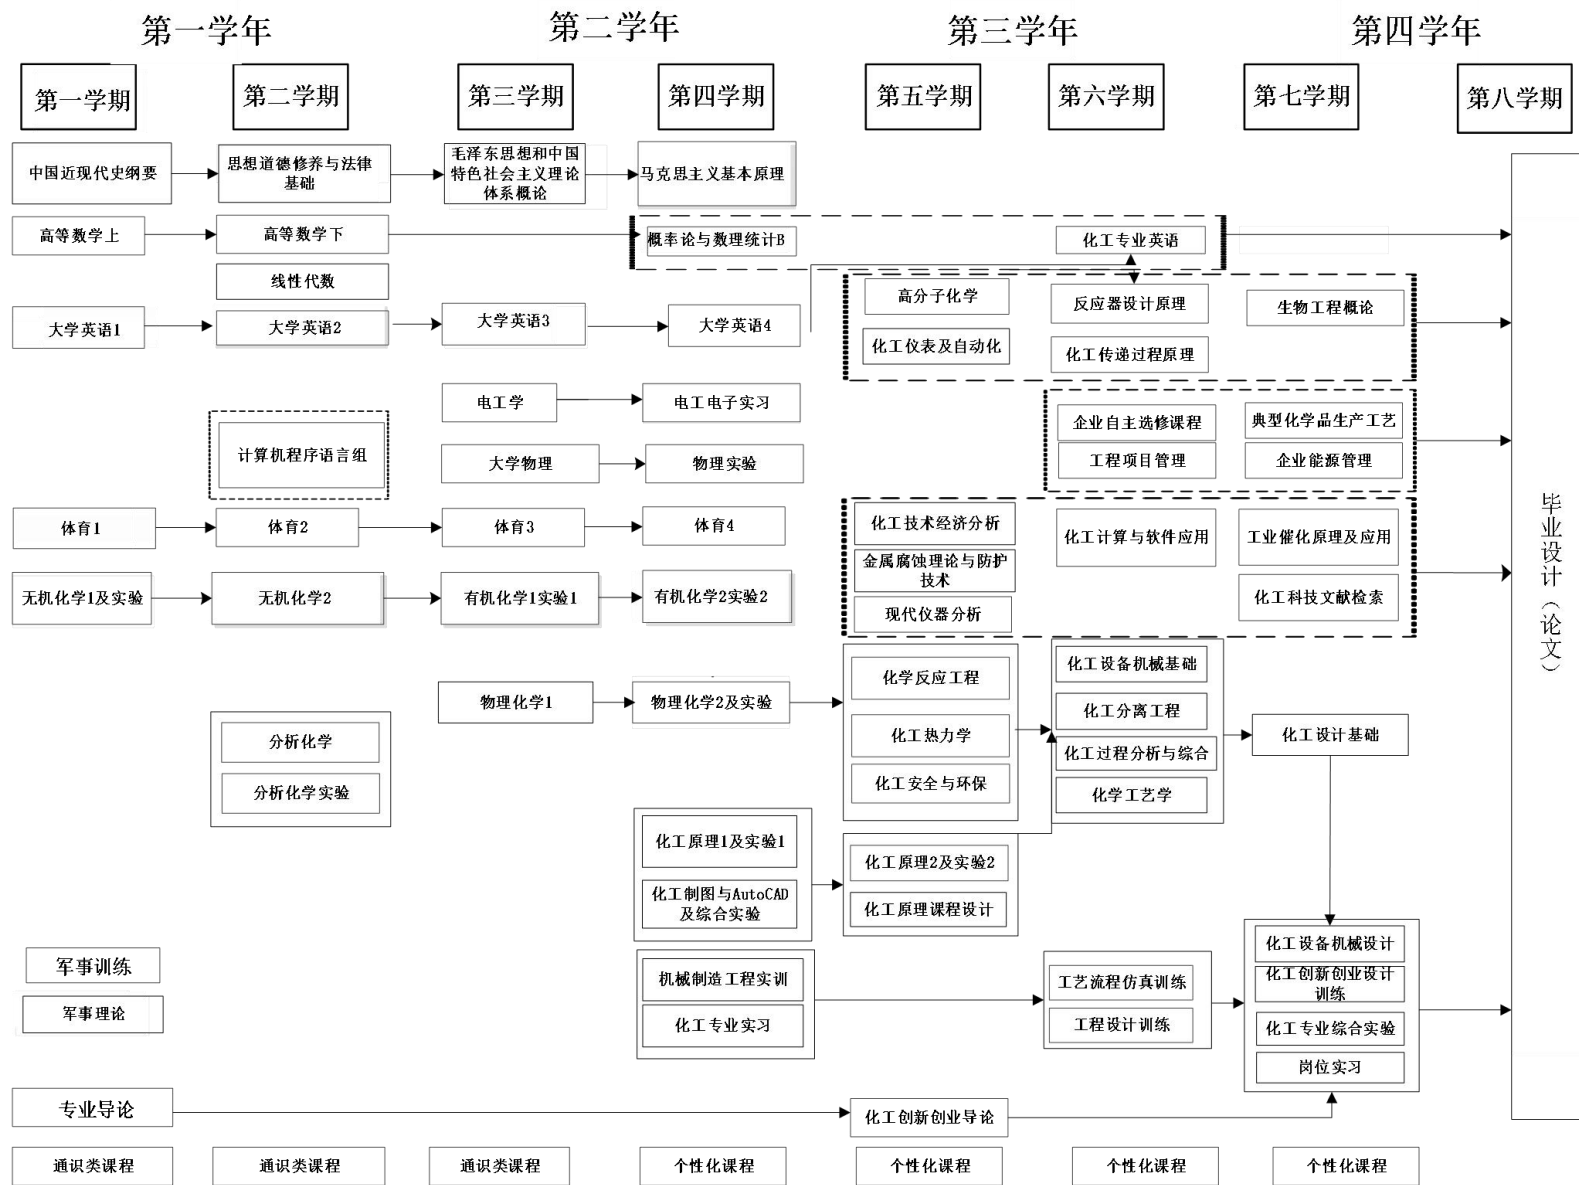 第一学年
第二学年
第三学年
第四学年
第一学期
第二学期
第三学期
第四学期
第五学期
第六学期
第七学期
第八学期
中国近现代史纲要
思想道德修养与法律
基础
毛泽东思想和中国
特色社会主义理论
体系概论
马克思主义基本原理
高等数学上
高等数学下
概率论与数理统计B
化工专业英语
线性代数
大学英语1
大学英语2
大学英语3
大学英语4
高分子化学
反应器设计原理
生物工程概论
化工仪表及自动化
化工传递过程原理
电工学
电工电子实习
企业自主选修课程
典型化学品生产工艺
计算机程序语言组
大学物理
物理实验
工程项目管理
企业能源管理
体育1
体育2
体育3
体育4
化工技术经济分析
化工计算与软件应用
工业催化原理及应用
金属腐蚀理论与防护
技术
无机化学1及实验
无机化学2
有机化学1实验1
有机化学2实验2
现代仪器分析
化工科技文献检索
毕业设计（论文）
物理化学1
物理化学2及实验
化学反应工程
化工设备机械基础
化工分离工程
分析化学
化工热力学
化工过程分析与综合
化工设计基础
分析化学实验
化工安全与环保
化学工艺学
化工原理1及实验1
化工原理2及实验2
化工制图与AutoCAD
及综合实验
化工原理课程设计
化工设备机械设计
军事训练
机械制造工程实训
工艺流程仿真训练
化工创新创业设计
训练
军事理论
化工专业实习
工程设计训练
化工专业综合实验
岗位实习
专业导论
化工创新创业导论
通识类课程
通识类课程
通识类课程
个性化课程
个性化课程
个性化课程
个性化课程